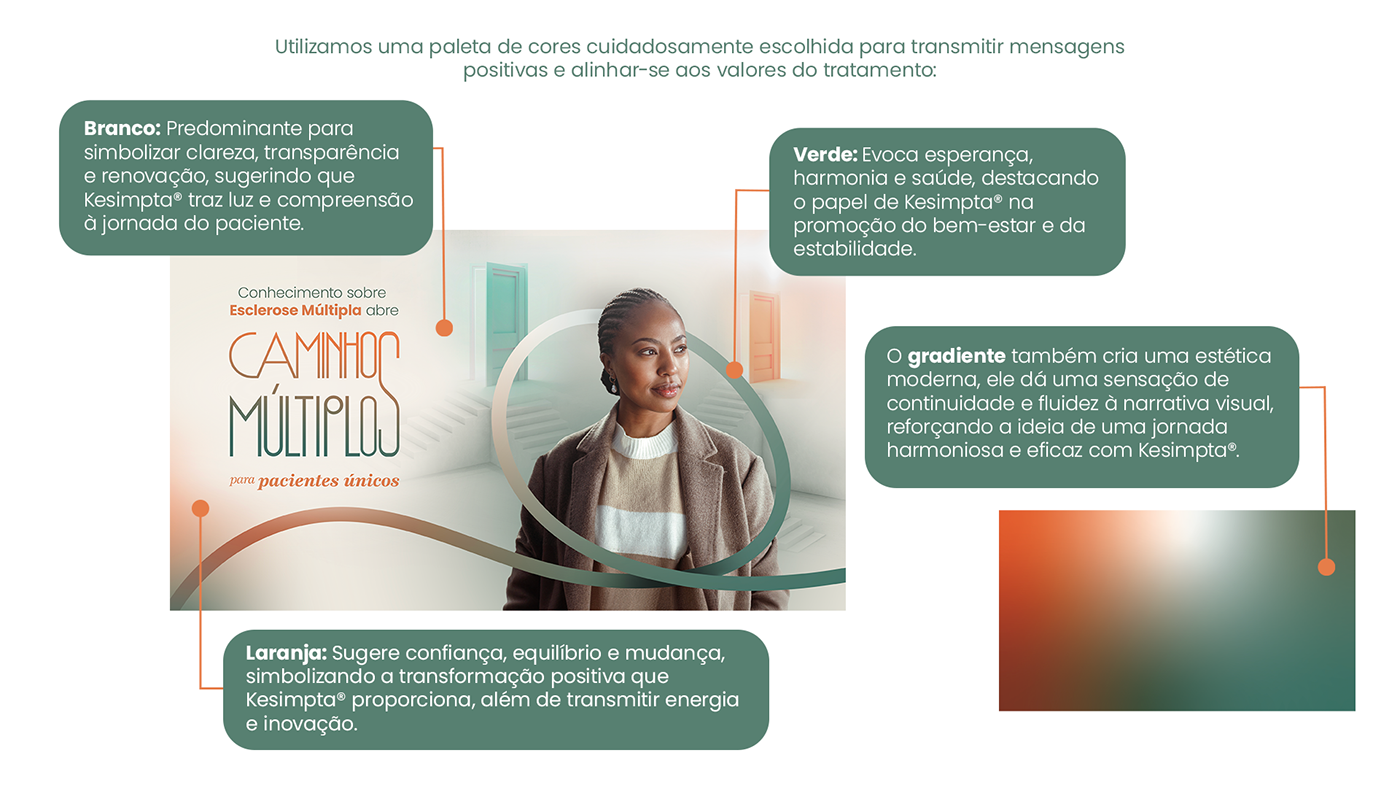 Utilizamos uma paleta de cores cuidadosamente escolhida para transmitir mensagens
positivas e alinhar-se aos valores do tratamento:
Branco: Predominante para
simbolizar clareza, transparência
e renovação, sugerindo que
Kesimpta® traz luz e compreensão
à jornada do paciente.
Verde: Evoca esperança,
harmonia e saúde, destacando
o papel de Kesimpta® na
promoção do bem-estar e da
estabilidade.
Conhecimento sobre
Esclerose Múltipla abre
CAMINHOS
MÚLTIPLOS
para pacientes únicos
O gradiente também cria uma estética
moderna, ele dá uma sensação de
continuidade e fluidez à narrativa visual,
reforçando a ideia de uma jornada
harmoniosa e eficaz com Kesimpta®.
Laranja: Sugere confiança, equilíbrio e mudança,
simbolizando a transformação positiva que
Kesimpta® proporciona, além de transmitir energia
e inovação.